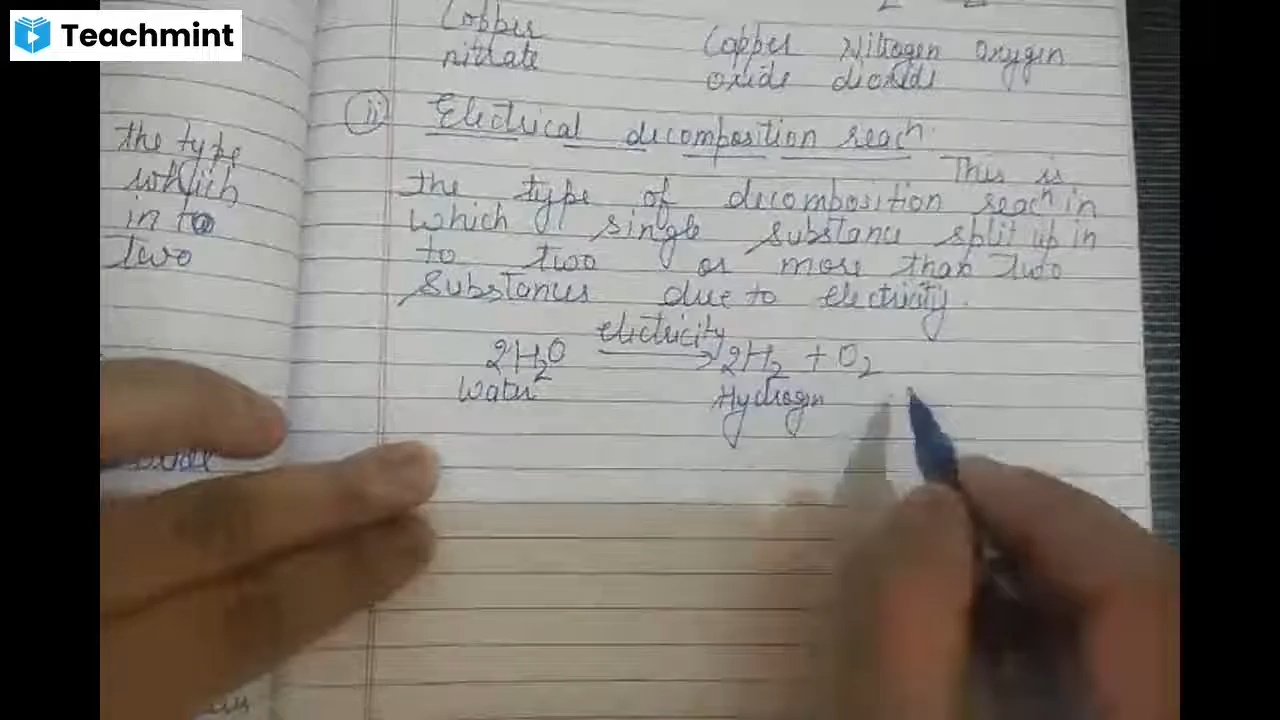 Teachmint
Copper
nitrate
Copper Nitrogen oxygen
oxide dioxide
ii Electrical decomposition reacn.
This is
the type of decomposition reacn in
which single substance split up in
to two or more than two
substances due to electricity.
electricity
2H2O → 2H2 + O2
Water Hydrogen
the type
which
in to
two